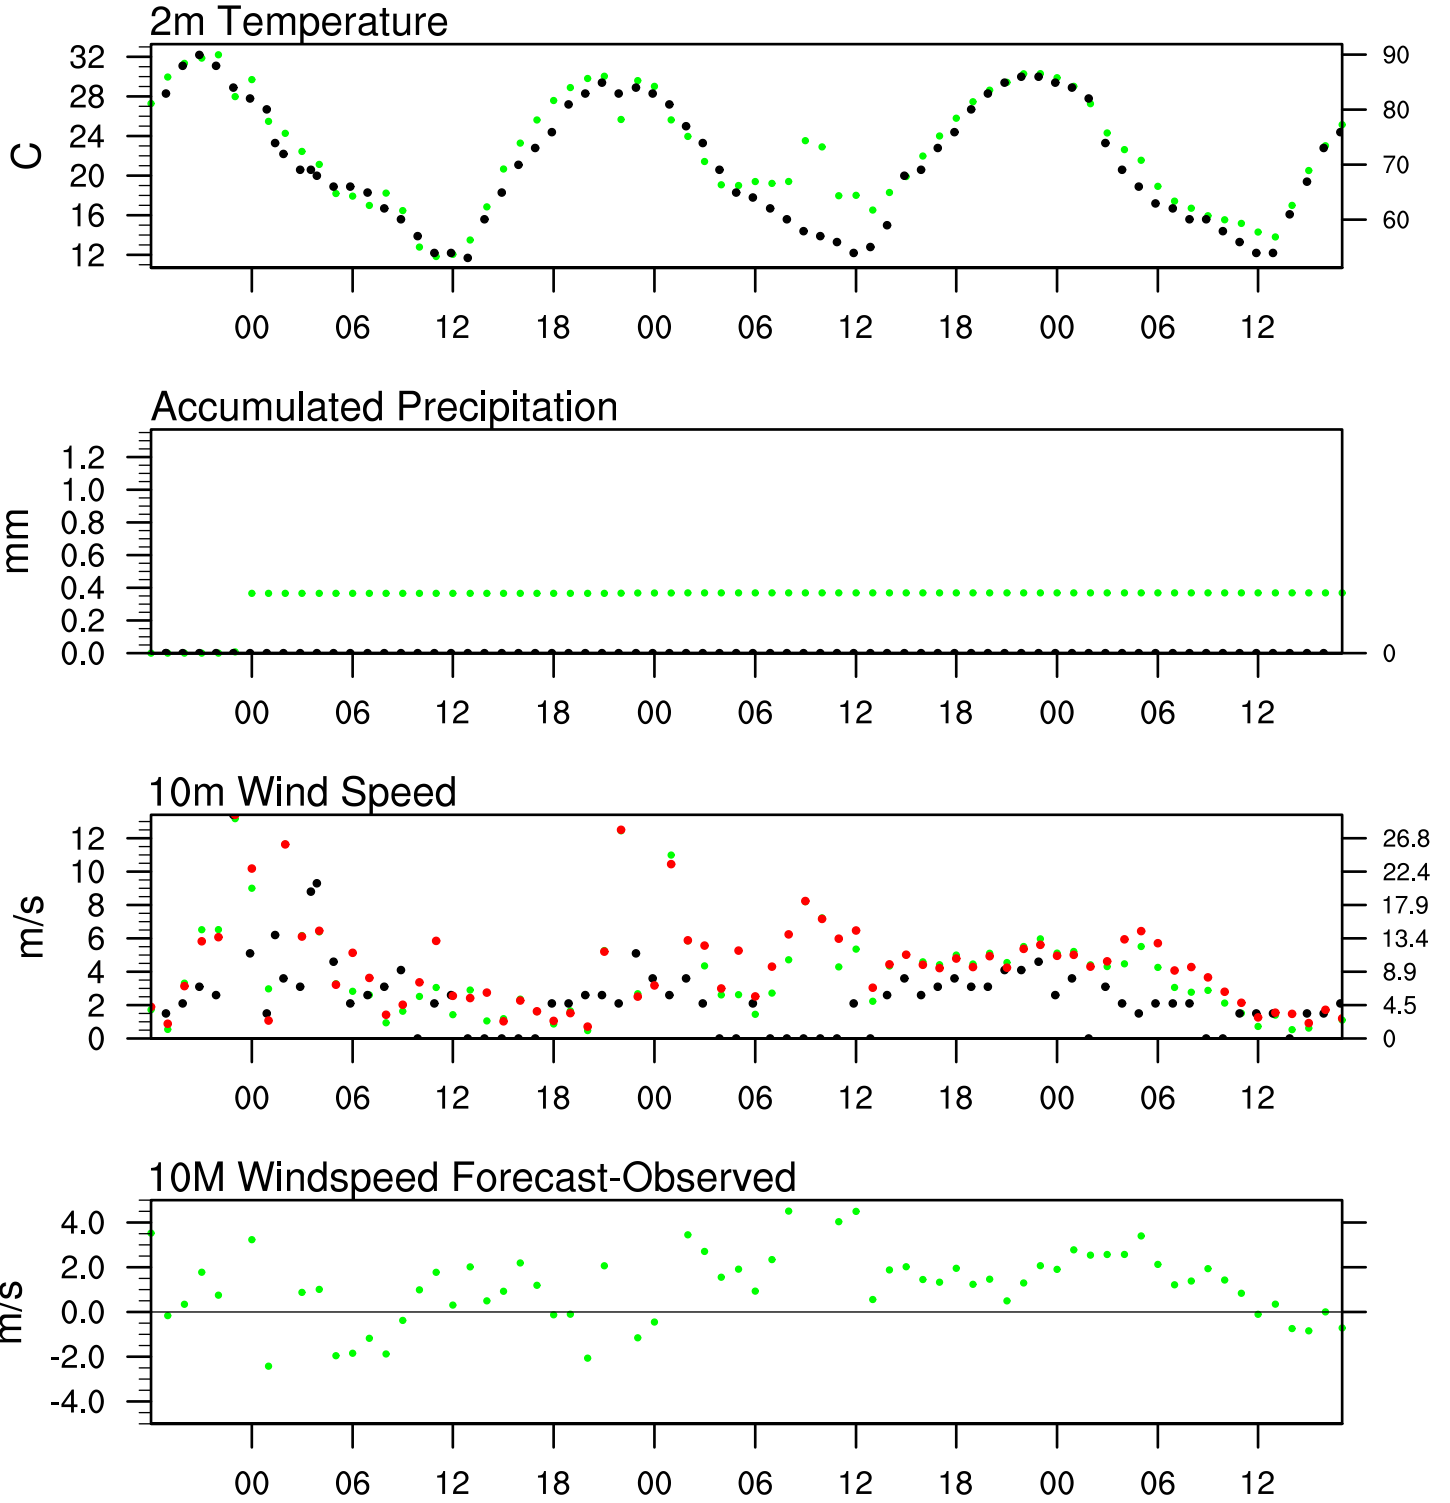 2m Temperature
32 90
28 80
24
C
20 70
16 60
12
00 06 12 18 00 06 12 18 00 06 12
Accumulated Precipitation
1.2
1.0
0.8
mm
0.6
0.4
0.2
0.0 0
00 06 12 18 00 06 12 18 00 06 12
10m Wind Speed
12 26.8
10 22.4
8 17.9
m/s
6 13.4
4 8.9
2 4.5
0 0
00 06 12 18 00 06 12 18 00 06 12
10M Windspeed Forecast-Observed
4.0
2.0
0.0
m/s
-2.0
-4.0
00 06 12 18 00 06 12 18 00 06 12